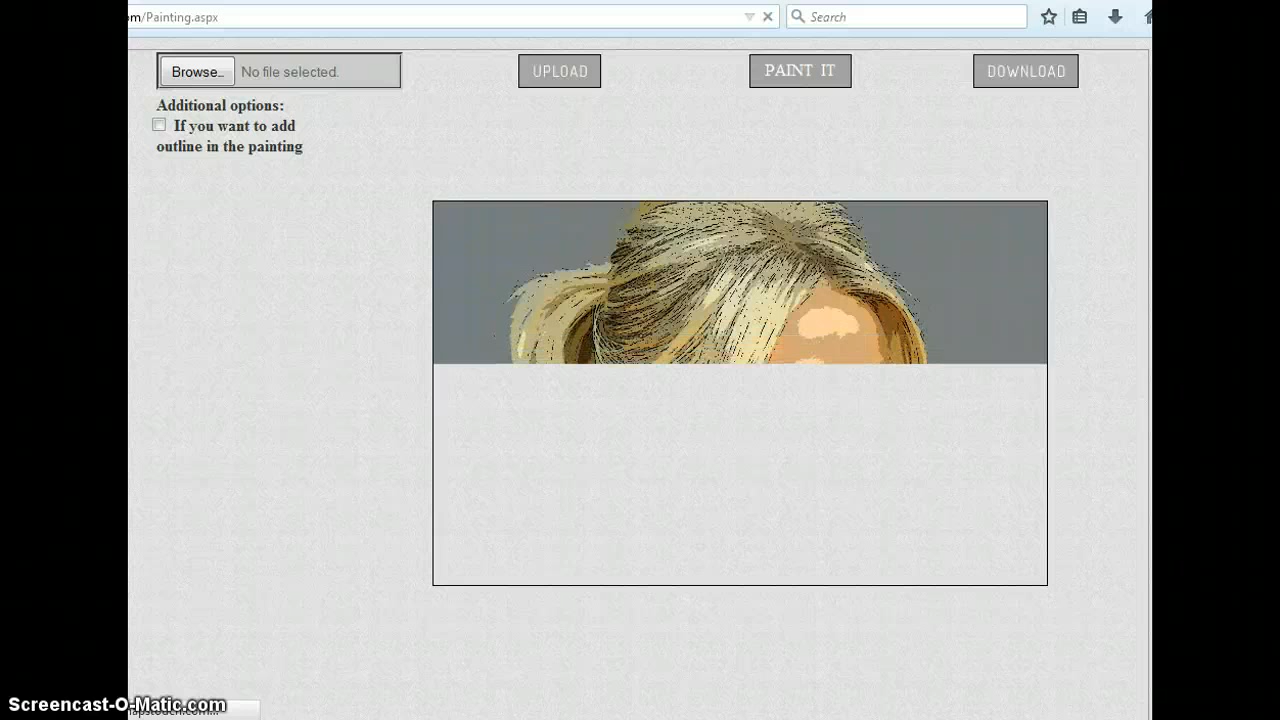 om/Painting.aspx
Search
Browse.. No file selected.
UPLOAD
PAINT IT
DOWNLOAD
Additional options:
If you want to add
outline in the painting
Screencast-O-Matic.com